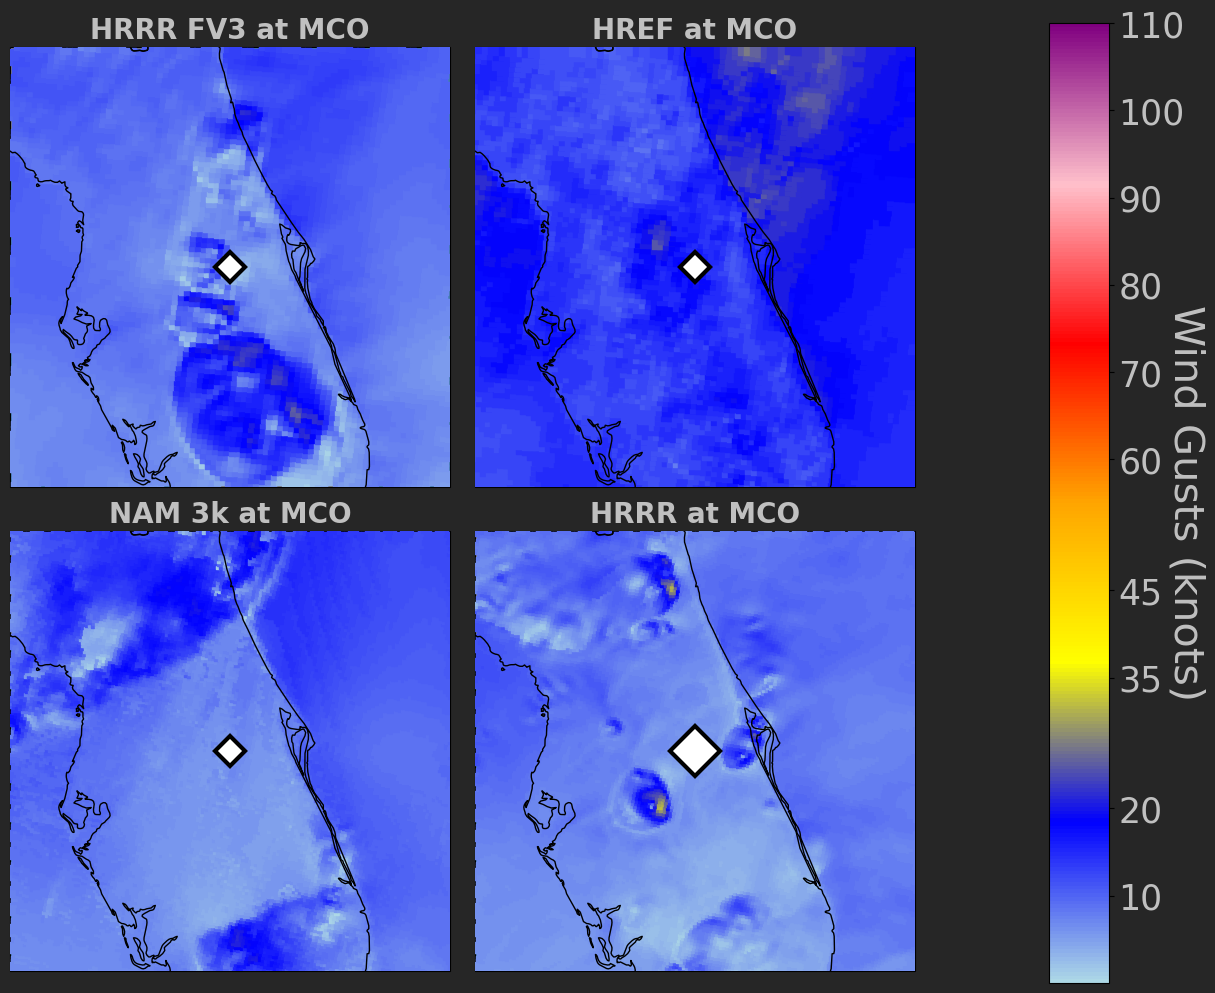 HRRR FV3 at MCO
HREF at MCO
NAM 3k at MCO
HRRR at MCO
110
100
90
80
70
60
45
35
20
10
Wind Gusts (knots)